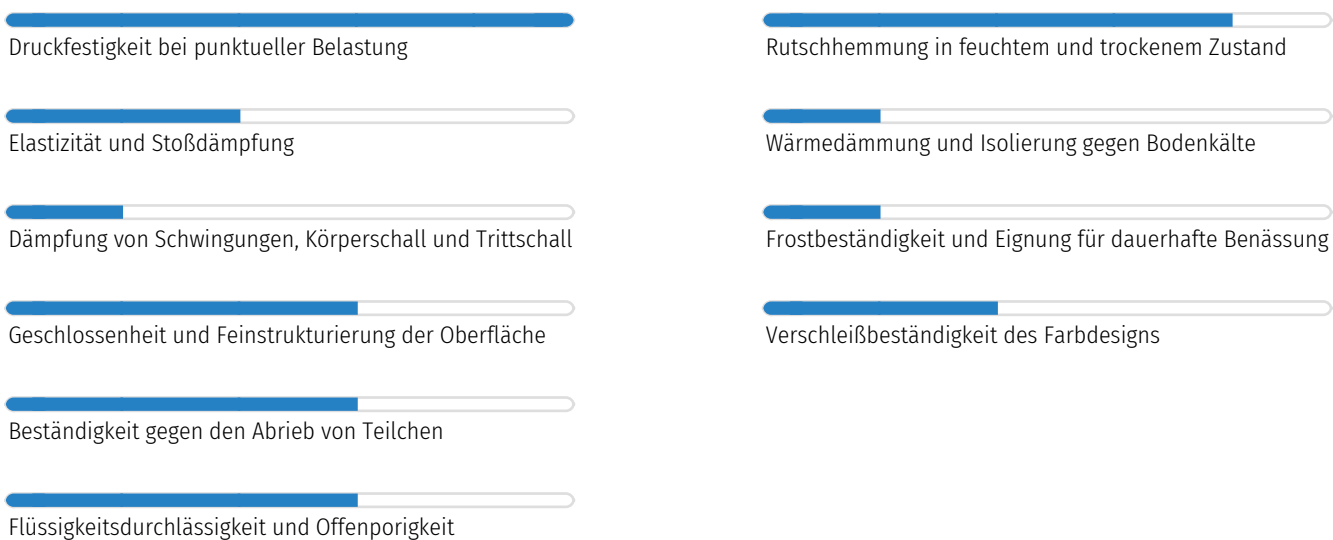 Druckfestigkeit bei punktueller Belastung
Elastizität und Stoßdämpfung
Dämpfung von Schwingungen, Körperschall und Trittschall
Geschlossenheit und Feinstrukturierung der Oberfläche
Beständigkeit gegen den Abrieb von Teilchen
Flüssigkeitsdurchlässigkeit und Offenporigkeit
Rutschhemmung in feuchtem und trockenem Zustand
Wärmedämmung und Isolierung gegen Bodenkälte
Frostbeständigkeit und Eignung für dauerhafte Benässung
Verschleißbeständigkeit des Farbdesigns